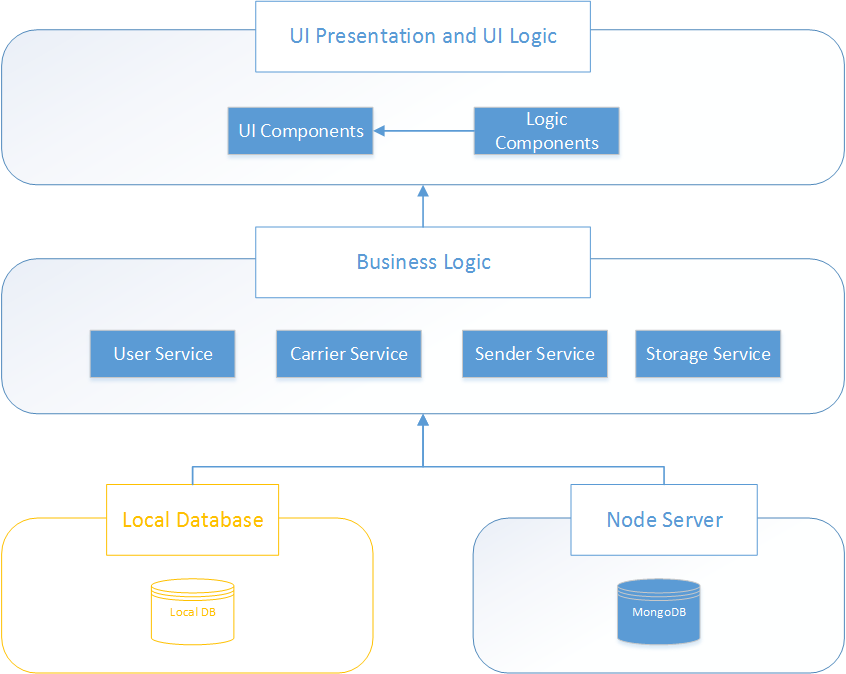 UI Presentation and UI Logic
UI Components
Logic
Components
Business Logic
User Service
Carrier Service
Sender Service
Storage Service
Local Database
Node Server
Local DB
MongoDB